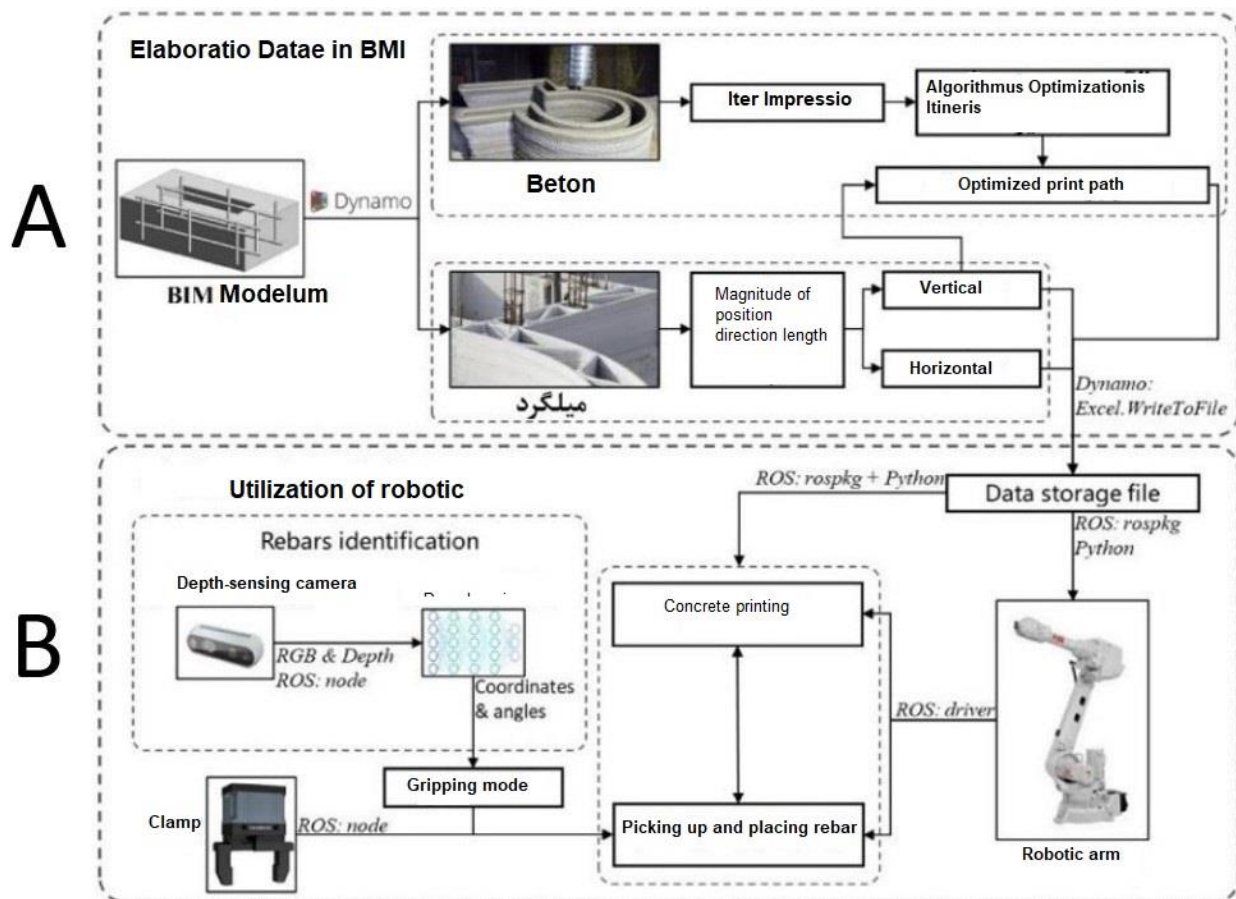 A
Elaboratio Datae in BMI
Beton
Iter Impressio
Algorithmus Optimizationis
Itineris
Optimized print path
Dynamo
BIM Modelum
میلگرد
Magnitude of
position
direction length
Vertical
Horizontal
Dynamo:
Excel.WriteToFile
B
Utilization of robotic
ROS: rospkg + Python
Data storage file
ROS: rospkg
Python
Rebars identification
Depth-sensing camera
RGB & Depth
ROS: node
Coordinates
& angles
Concrete printing
ROS: driver
Gripping mode
Clamp
ROS: node
Picking up and placing rebar
Robotic arm